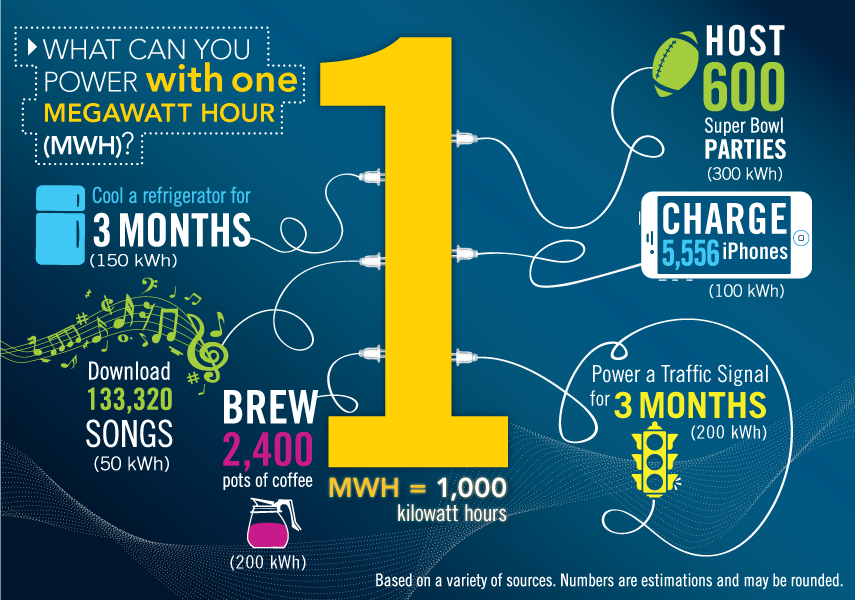 WHAT CAN YOU
POWER with one
MEGAWATT HOUR
(MWH)?
1
Cool a refrigerator for
3 MONTHS
(150 kWh)
Download
133,320
SONGS
(50 kWh)
BREW
2,400
pots of coffee
(200 kWh)
MWH = 1,000
kilowatt hours
HOST
600
Super Bowl
PARTIES
(300 kWh)
CHARGE
5,556 iPhones
(100 kWh)
Power a Traffic Signal
for 3 MONTHS
(200 kWh)
Based on a variety of sources. Numbers are estimations and may be rounded.